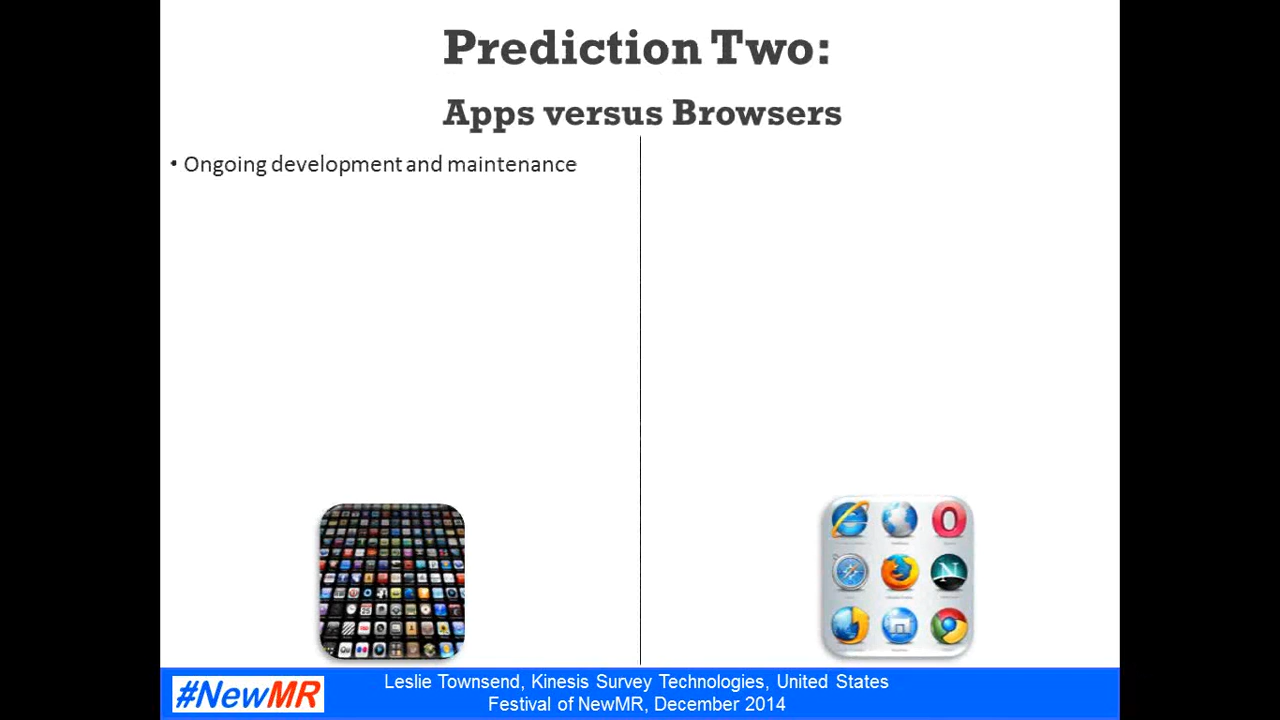 Prediction Two:
Apps versus Browsers
• Ongoing development and maintenance
#NewMR
Leslie Townsend, Kinesis Survey Technologies, United States
Festival of NewMR, December 2014